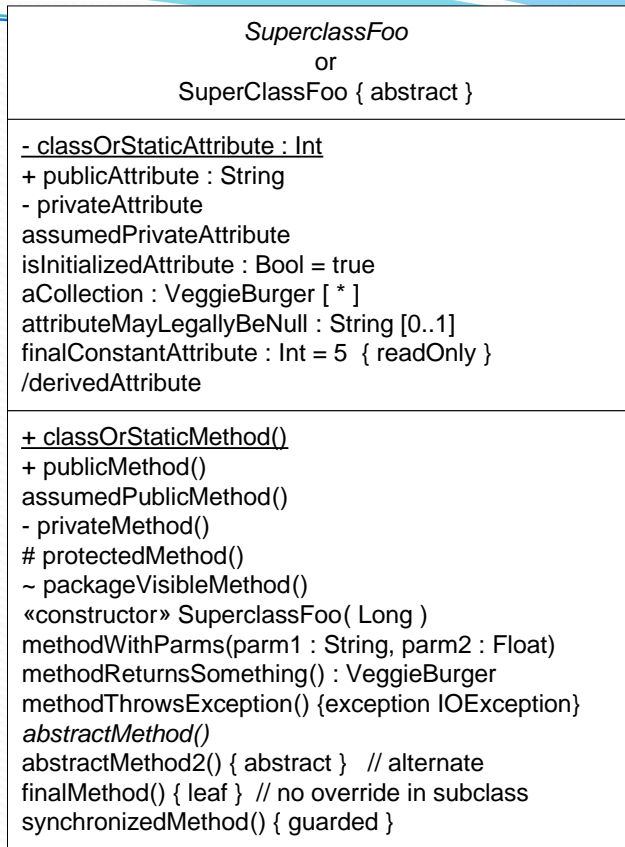 SuperclassFoo
or
SuperClassFoo { abstract }
- classOrStaticAttribute : Int
+ publicAttribute : String
- privateAttribute
assumedPrivateAttribute
isInitializedAttribute : Bool = true
aCollection : VeggieBurger [ * ]
attributeMayLegallyBeNull : String [0..1]
finalConstantAttribute : Int = 5 { readOnly }
/derivedAttribute
+ classOrStaticMethod()
+ publicMethod()
assumedPublicMethod()
- privateMethod()
# protectedMethod()
~ packageVisibleMethod()
«constructor» SuperclassFoo( Long )
methodWithParms(parm1 : String, parm2 : Float)
methodReturnsSomething() : VeggieBurger
methodThrowsException() {exception IOException}
abstractMethod()
abstractMethod2() { abstract } // alternate
finalMethod() { leaf } // no override in subclass
synchronizedMethod() { guarded }